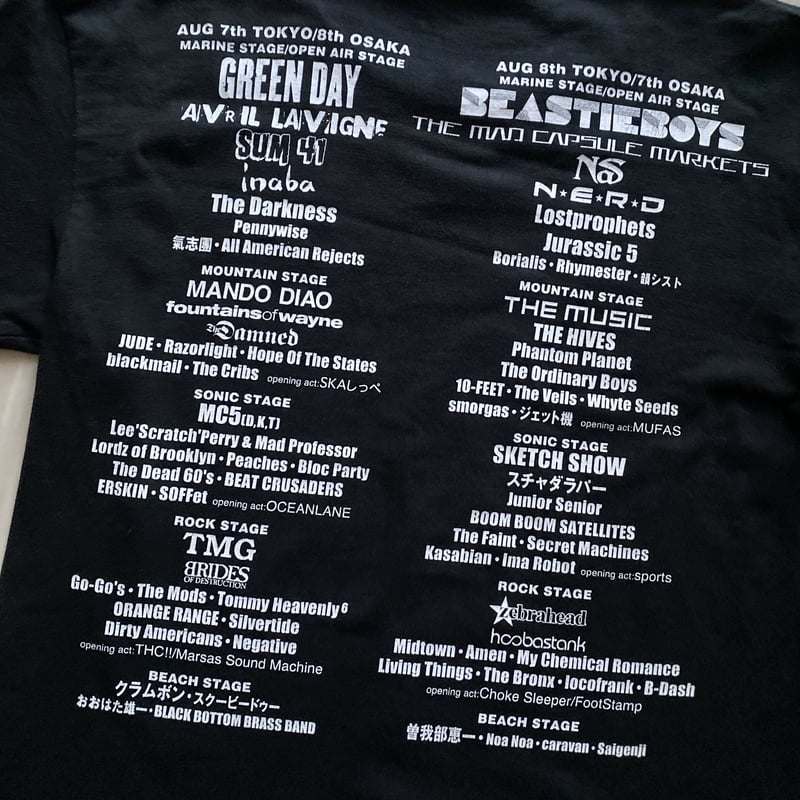 AUG 7th TOKYO/8th OSAKA
MARINE STAGE/OPEN AIR STAGE
GREEN DAY
AVRIL LAVIGNE
SUM 41
inaba
The Darkness
Pennywise
氣志團・All American Rejects
MOUNTAIN STAGE
MANDO DIAO
fountains of wayne
The Damned
JUDE・Razorlight・Hope Of The States
blackmail・The Cribs opening act:SKAしっぺ
SONIC STAGE
MC5(D,K,T)
Lee'Scratch'Perry & Mad Professor
Lordz of Brooklyn・Peaches・Bloc Party
The Dead 60's・BEAT CRUSADERS
ERSKIN・SOFFet opening act:OCEANLANE
ROCK STAGE
TMG
BRIDES
OF DESTRUCTION
Go-Go's・The Mods・Tommy Heavenly6
ORANGE RANGE・Silvertide
Dirty Americans・Negative
opening act:THC!!/Marsas Sound Machine
BEACH STAGE
クラムボン・スクービードゥー
おおはた雄一・BLACK BOTTOM BRASS BAND
AUG 8th TOKYO/7th OSAKA
MARINE STAGE/OPEN AIR STAGE
BEASTIE BOYS
THE MAD CAPSULE MARKETS
NAS
N★E★R★D
Lostprophets
Jurassic 5
Borialis・Rhymester・韻シスト
MOUNTAIN STAGE
THE MUSIC
THE HIVES
Phantom Planet
The Ordinary Boys
10-FEET・The Veils・Whyte Seeds
smorgas・ジェット機 opening act:MUFAS
SONIC STAGE
SKETCH SHOW
スチャダラパー
Junior Senior
BOOM BOOM SATELLITES
The Faint・Secret Machines
Kasabian・Ima Robot opening act:sports
ROCK STAGE
zebrahead
hoobastank
Midtown・Amen・My Chemical Romance
Living Things・The Bronx・locofrank・B-Dash
opening act:Choke Sleeper/FootStamp
BEACH STAGE
曽我部恵一・Noa Noa・caravan・Saigenji